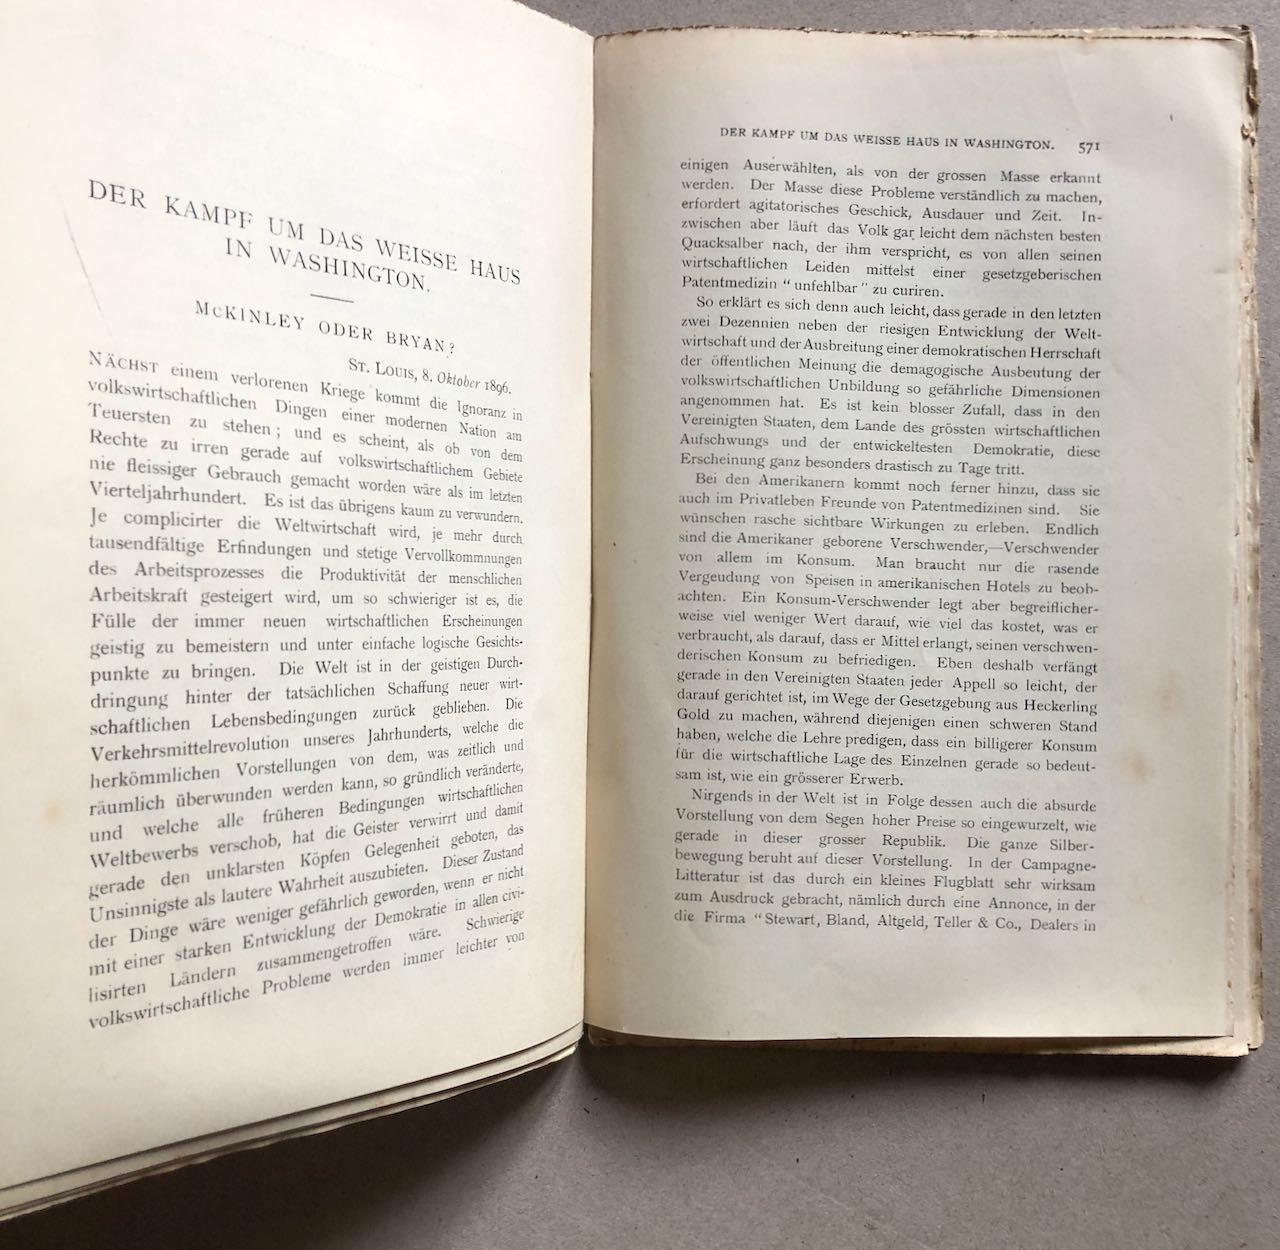 DER KAMPF UM DAS WEISSE HAUS
IN WASHINGTON.
McKINLEY ODER BRYAN?
ST. LOUIS, 8. Oktober 1896.
NÄCHST einem verlorenen Kriege kommt die Ignoranz in
volkswirtschaftlichen Dingen einer modernen Nation am
Teuersten zu stehen; und es scheint, als ob von dem
Rechte zu irren gerade auf volkswirtschaftlichem Gebiete
nie fleissiger Gebrauch gemacht worden wäre als im letzten
Vierteljahrhundert. Es ist das übrigens kaum zu verwundern.
Je complicirter die Weltwirtschaft wird, je mehr durch
tausendfältige Erfindungen und stetige Vervollkommnungen
des Arbeitsprozesses die Produktivität der menschlichen
Arbeitskraft gesteigert wird, um so schwieriger ist es, die
Fülle der immer neuen wirtschaftlichen Erscheinungen
geistig zu bemeistern und unter einfache logische Gesichts-
punkte zu bringen. Die Welt ist in der geistigen Durch-
dringung hinter der tatsächlichen Schaffung neuer wirt-
schaftlichen Lebensbedingungen zurück geblieben. Die
Verkehrsmittelrevolution unseres Jahrhunderts, welche die
herkömmlichen Vorstellungen von dem, was zeitlich und
räumlich überwunden werden kann, so gründlich veränderte,
und welche alle früheren Bedingungen wirtschaftlichen
Weltbewerbs verschob, hat die Geister verwirrt und damit
gerade den unklarsten Köpfen Gelegenheit geboten, das
Unsinnigste als lautere Wahrheit auszubieten. Dieser Zustand
der Dinge wäre weniger gefährlich geworden, wenn er nicht
mit einer starken Entwicklung der Demokratie in allen civi-
lisirten Ländern zusammengetroffen wäre. Schwierige
volkswirtschaftliche Probleme werden immer leichter von
DER KAMPF UM DAS WEISSE HAUS IN WASHINGTON. 571
einigen Auserwählten, als von der grossen Masse erkannt
werden. Der Masse diese Probleme verständlich zu machen,
erfordert agitatorisches Geschick, Ausdauer und Zeit. In-
zwischen aber läuft das Volk gar leicht dem nächsten besten
Quacksalber nach, der ihm verspricht, es von allen seinen
wirtschaftlichen Leiden mittelst einer gesetzgeberischen
Patentmedizin "unfehlbar" zu curiren.
So erklärt es sich denn auch leicht, dass gerade in den letzten
zwei Dezennien neben der riesigen Entwicklung der Welt-
wirtschaft und der Ausbreitung einer demokratischen Herrschaft
der öffentlichen Meinung die demagogische Ausbeutung der
volkswirtschaftlichen Unbildung so gefährliche Dimensionen
angenommen hat. Es ist kein blosser Zufall, dass in den
Vereinigten Staaten, dem Lande des grössten wirtschaftlichen
Aufschwungs und der entwickeltesten Demokratie, diese
Erscheinung ganz besonders drastisch zu Tage tritt.
Bei den Amerikanern kommt noch ferner hinzu, dass sie
auch im Privatleben Freunde von Patentmedizinen sind. Sie
wünschen rasche sichtbare Wirkungen zu erleben. Endlich
sind die Amerikaner geborene Verschwender,—Verschwender
von allem im Konsum. Man braucht nur die rasende
Vergeudung von Speisen in amerikanischen Hotels zu beob-
achten. Ein Konsum-Verschwender legt aber begreiflicher-
weise viel weniger Wert darauf, wie viel das kostet, was er
verbraucht, als darauf, dass er Mittel erlangt, seinen verschwen-
derischen Konsum zu befriedigen. Eben deshalb verfängt
gerade in den Vereinigten Staaten jeder Appell so leicht, der
darauf gerichtet ist, im Wege der Gesetzgebung aus Heckerling
Gold zu machen, während diejenigen einen schweren Stand
haben, welche die Lehre predigen, dass ein billigerer Konsum
für die wirtschaftliche Lage des Einzelnen gerade so bedeut-
sam ist, wie ein grösserer Erwerb.
Nirgends in der Welt ist in Folge dessen auch die absurde
Vorstellung von dem Segen hoher Preise so eingewurzelt, wie
gerade in dieser grosser Republik. Die ganze Silber-
bewegung beruht auf dieser Vorstellung. In der Campagne-
Litteratur ist das durch ein kleines Flugblatt sehr wirksam
zum Ausdruck gebracht, nämlich durch eine Annonce, in der
die Firma "Stewart, Bland, Altgeld, Teller & Co., Dealers in